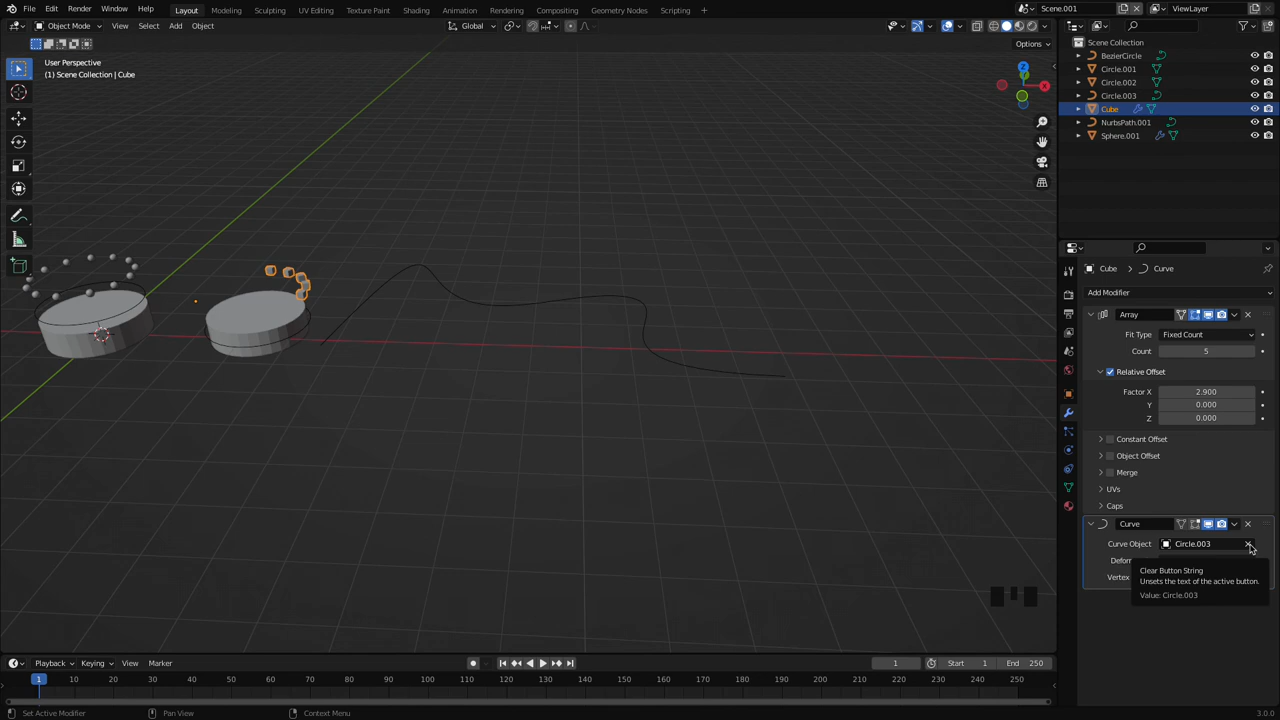 File Edit Render Window Help Layout Modeling Sculpting UV Editing Texture Paint Shading Animation Rendering Compositing Geometry Nodes Scripting + Scene.001 ViewLayer
Object Mode View Select Add Object Global
Options
User Perspective
(1) Scene Collection | Cube
Z
X
Scene Collection
BezierCircle
Circle.001
Circle.002
Circle.003
Cube
NurbsPath.001
Sphere.001
Cube > Curve
Add Modifier
Array
Fit Type Fixed Count
Count 5
Relative Offset
Factor X 2.900
Y 0.000
Z 0.000
Constant Offset
Object Offset
Merge
UVs
Caps
Curve
Curve Object Circle.003
Deform
Vertex
Clear Button String
Unsets the text of the active button.
Value: Circle.003
Playback Keying View Marker 1 Start 1 End 250
1 10 20 30 40 50 60 70 80 90 100 110 120 130 140 150 160 170 180 190 200 210 220 230 240 250
Set Active Modifier Pan View Context Menu 3.0.0